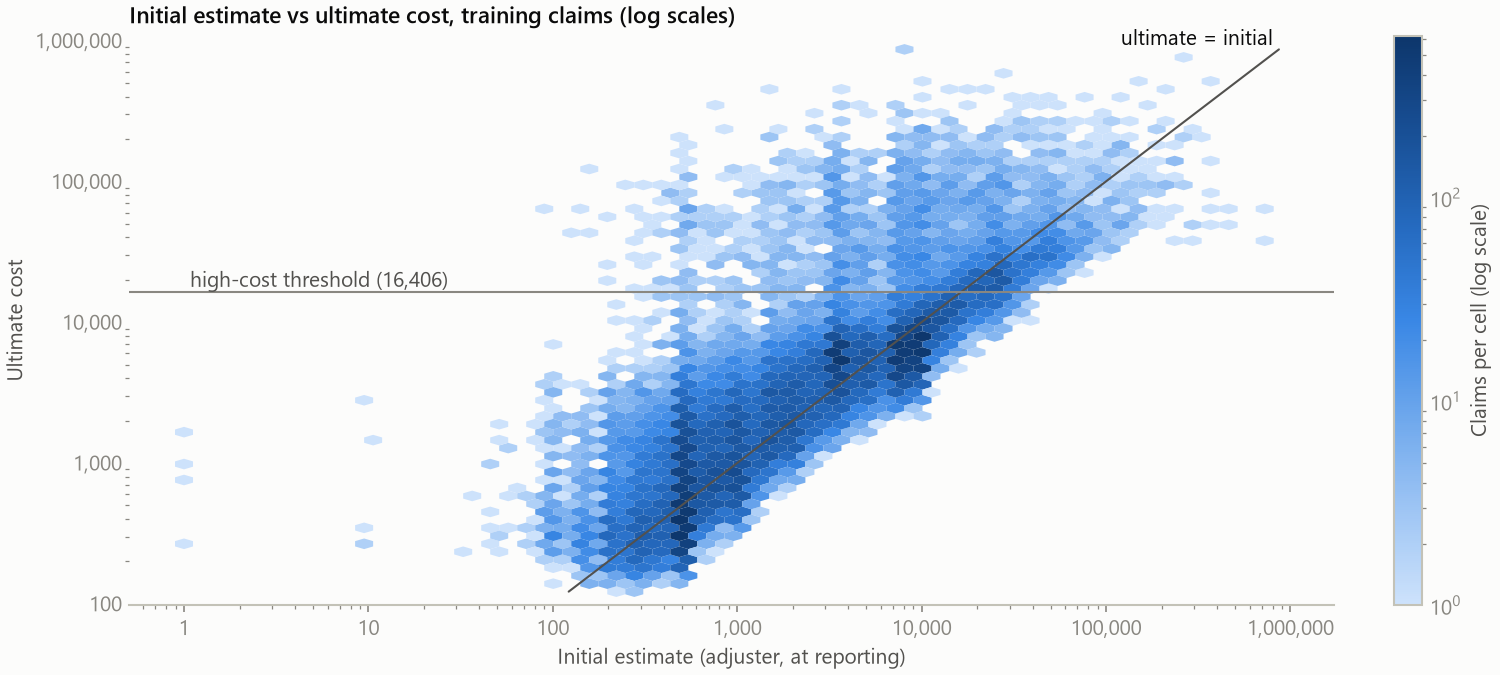 Initial estimate vs ultimate cost, training claims (log scales)
ultimate = initial
high-cost threshold (16,406)
Ultimate cost
1,000,000
100,000
10,000
1,000
100
1
10
100
1,000
10,000
100,000
1,000,000
Initial estimate (adjuster, at reporting)
10²
10¹
10⁰
Claims per cell (log scale)